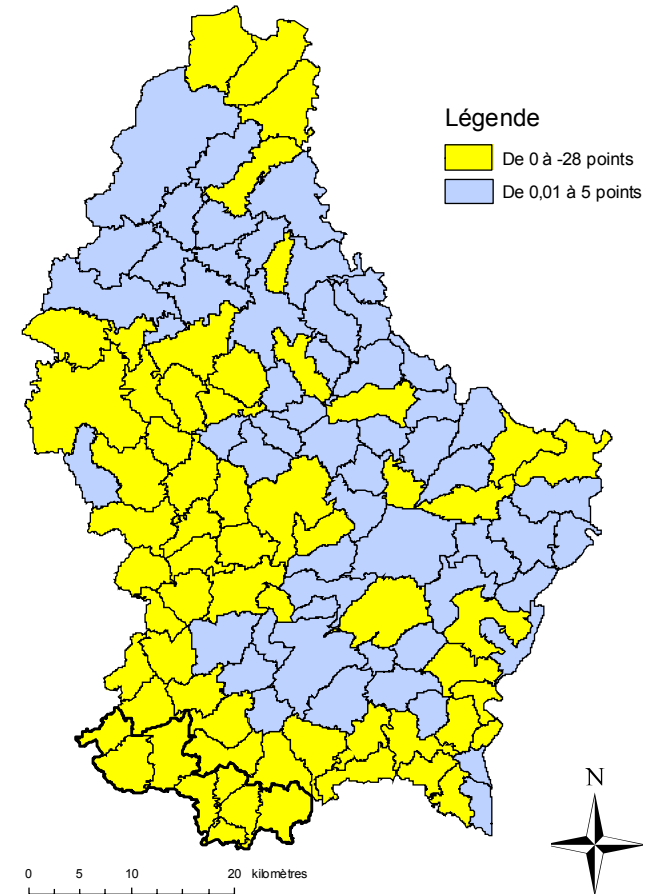 Légende
De 0 à -28 points
De 0,01 à 5 points
N
0 5 10 20 kilomètres